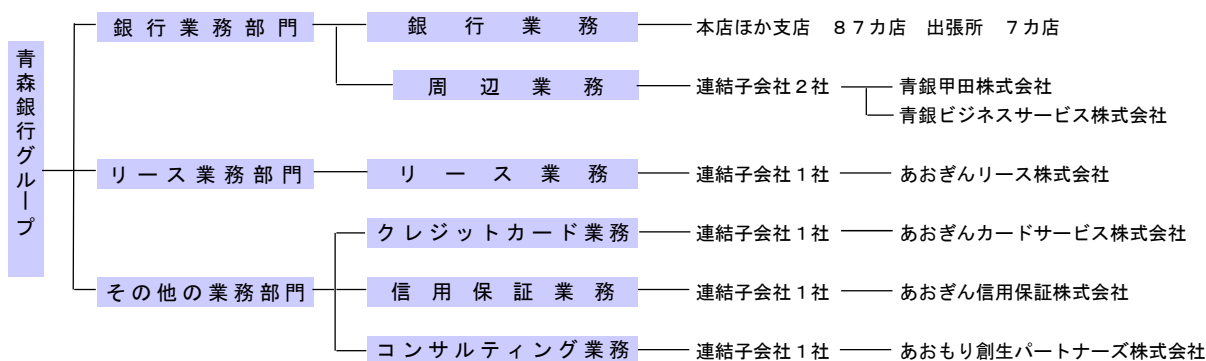 青森銀行グループ
銀行業務部門
銀行業務
本店ほか支店　８７カ店　出張所　７カ店
周辺業務
連結子会社２社
青銀甲田株式会社
青銀ビジネスサービス株式会社
リース業務部門
リース業務
連結子会社１社
あおぎんリース株式会社
その他の業務部門
クレジットカード業務
連結子会社１社
あおぎんカードサービス株式会社
信用保証業務
連結子会社１社
あおぎん信用保証株式会社
コンサルティング業務
連結子会社１社
あおもり創生パートナーズ株式会社